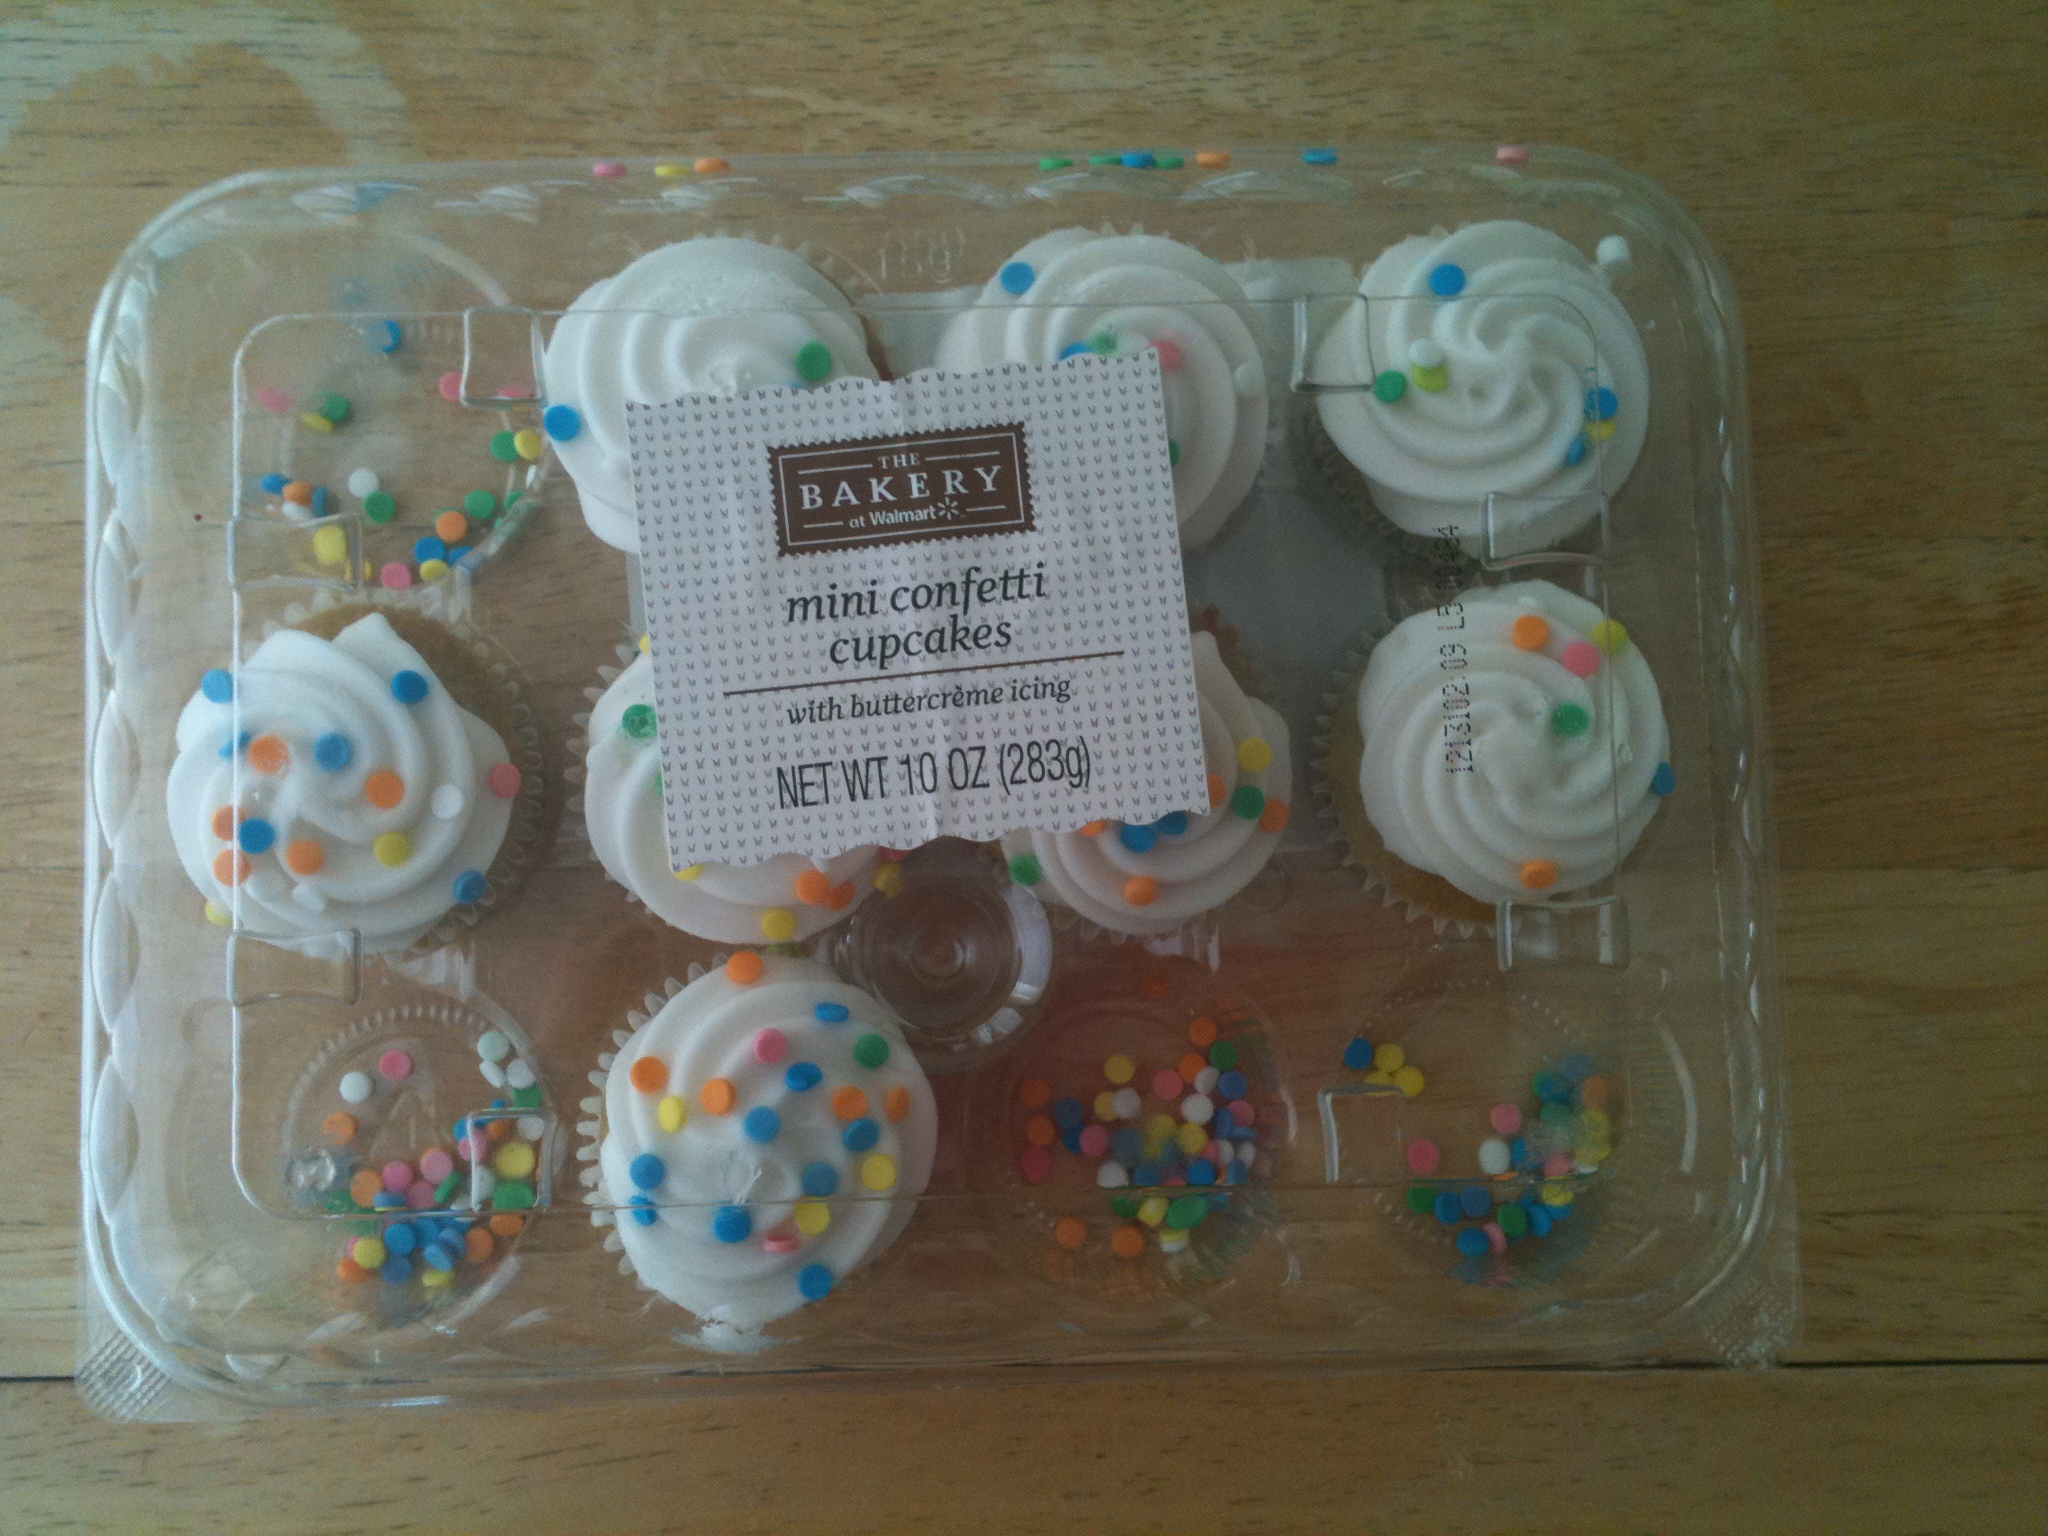 THE
BAKERY
at Walmart
mini confetti
cupcakes
with buttercrème icing
NET WT 10 OZ (283g)